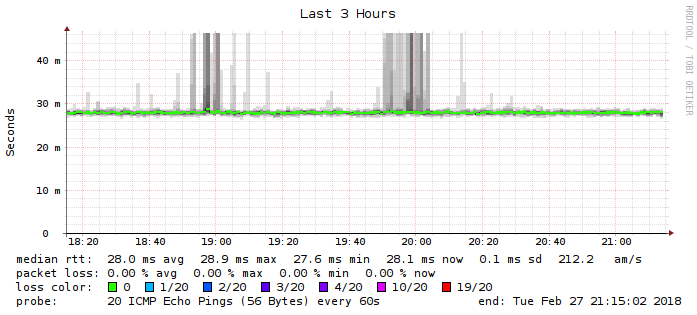 Last 3 Hours
RRDTOOL / TOBI OETIKER
Seconds
40 m
30 m
20 m
10 m
0
18:20 18:40 19:00 19:20 19:40 20:00 20:20 20:40 21:00
median rtt: 28.0 ms avg 28.9 ms max 27.6 ms min 28.1 ms now 0.1 ms sd 212.2 am/s
packet loss: 0.00 % avg 0.00 % max 0.00 % min 0.00 % now
loss color: 0 1/20 2/20 3/20 4/20 10/20 19/20
probe: 20 ICMP Echo Pings (56 Bytes) every 60s end: Tue Feb 27 21:15:02 2018